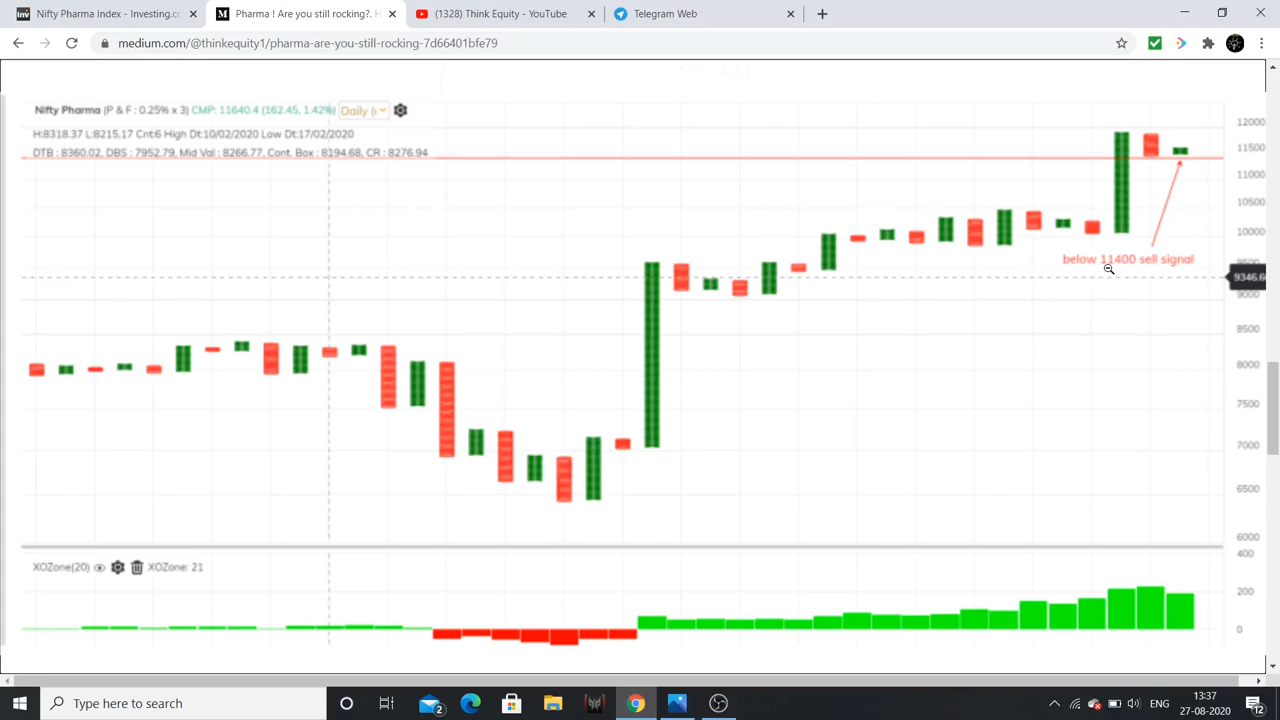 Nifty Pharma Index - Investing.co
Pharma ! Are you still rocking?. H
(1328) Think Equity - YouTube
Telegram Web
medium.com/@thinkequity1/pharma-are-you-still-rocking-7d66401bfe79
Nifty Pharma (P & F : 0.25% x 3) CMP: 11640.4 (162.45, 1.42%) Daily (
H:8318.37 L:8215.17 Cnt:6 High Dt:10/02/2020 Low Dt:17/02/2020
DTB : 8360.02, DBS : 7952.79, Mid Val : 8266.77, Cont. Box : 8194.68, CR : 8276.94
12000
11500
11000
10500
10000
below 11400 sell signal
9346.6
9000
8500
8000
7500
7000
6500
6000
XOZone(20) XOZone: 21
400
200
0
Type here to search
2
ENG
13:37
27-08-2020
12